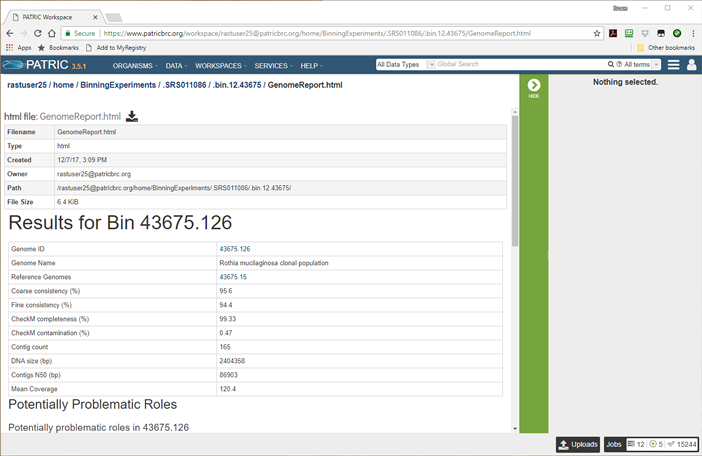 PATRIC Workspace
Secure https://www.patricbrc.org/workspace/rastuser25@patricbrc.org/home/BinningExperiments/.SRS011086/.bin.12.43675/GenomeReport.html
Apps Bookmarks Add to MyRegistry Other bookmarks
PATRIC 3.5.1 ORGANISMS DATA WORKSPACES SERVICES HELP All Data Types Global Search All terms
rastuser25 / home / BinningExperiments / .SRS011086 / .bin.12.43675 / GenomeReport.html
HIDE
Nothing selected.
html file: GenomeReport.html
Filename GenomeReport.html
Type html
Created 12/7/17, 3:09 PM
Owner rastuser25@patricbrc.org
Path /rastuser25@patricbrc.org/home/BinningExperiments/.SRS011086/.bin.12.43675/
File Size 6.4 KiB
Results for Bin 43675.126
Genome ID 43675.126
Genome Name Rothia mucilaginosa clonal population
Reference Genomes 43675.15
Coarse consistency (%) 95.6
Fine consistency (%) 94.4
CheckM completeness (%) 99.33
CheckM contamination (%) 0.47
Contig count 165
DNA size (bp) 2404358
Contigs N50 (bp) 86903
Mean Coverage 120.4
Potentially Problematic Roles
Potentially problematic roles in 43675.126
Uploads Jobs 12 5 15244